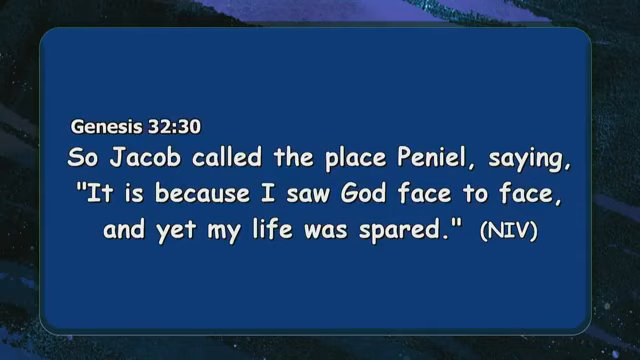 Genesis 32:30
So Jacob called the place Peniel, saying,
"It is because I saw God face to face,
and yet my life was spared." (NIV)